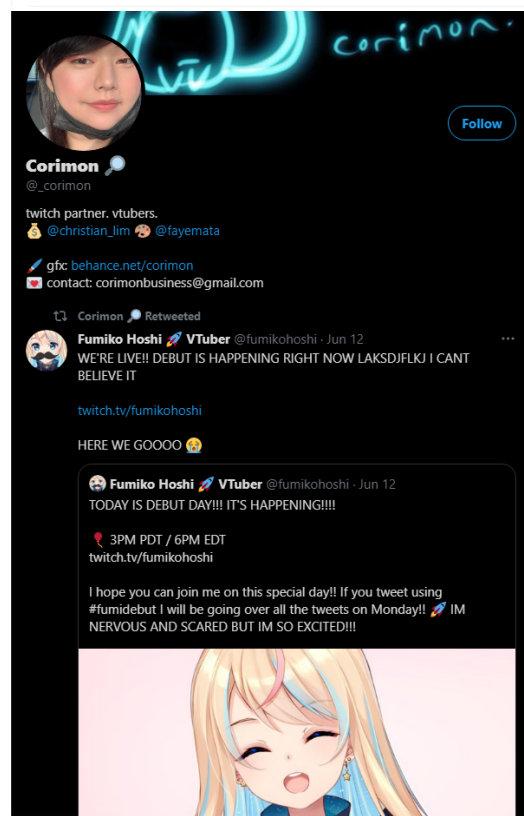 corimon.
Follow
Corimon 🔎
@_corimon
twitch partner. vtubers.
💰 @christian_lim 🎨 @fayemata
🖌️ gfx: behance.net/corimon
💌 contact: corimonbusiness@gmail.com
Corimon 🔎 Retweeted
Fumiko Hoshi 🚀 VTuber @fumikohoshi · Jun 12
WE'RE LIVE!! DEBUT IS HAPPENING RIGHT NOW LAKSDJFLKJ I CANT
BELIEVE IT
twitch.tv/fumikohoshi
HERE WE GOOOO 😭
Fumiko Hoshi 🚀 VTuber @fumikohoshi · Jun 12
TODAY IS DEBUT DAY!!! IT'S HAPPENING!!!!
🎈 3PM PDT / 6PM EDT
twitch.tv/fumikohoshi
I hope you can join me on this special day!! If you tweet using
#fumidebut I will be going over all the tweets on Monday!! 🚀 IM
NERVOUS AND SCARED BUT IM SO EXCITED!!!